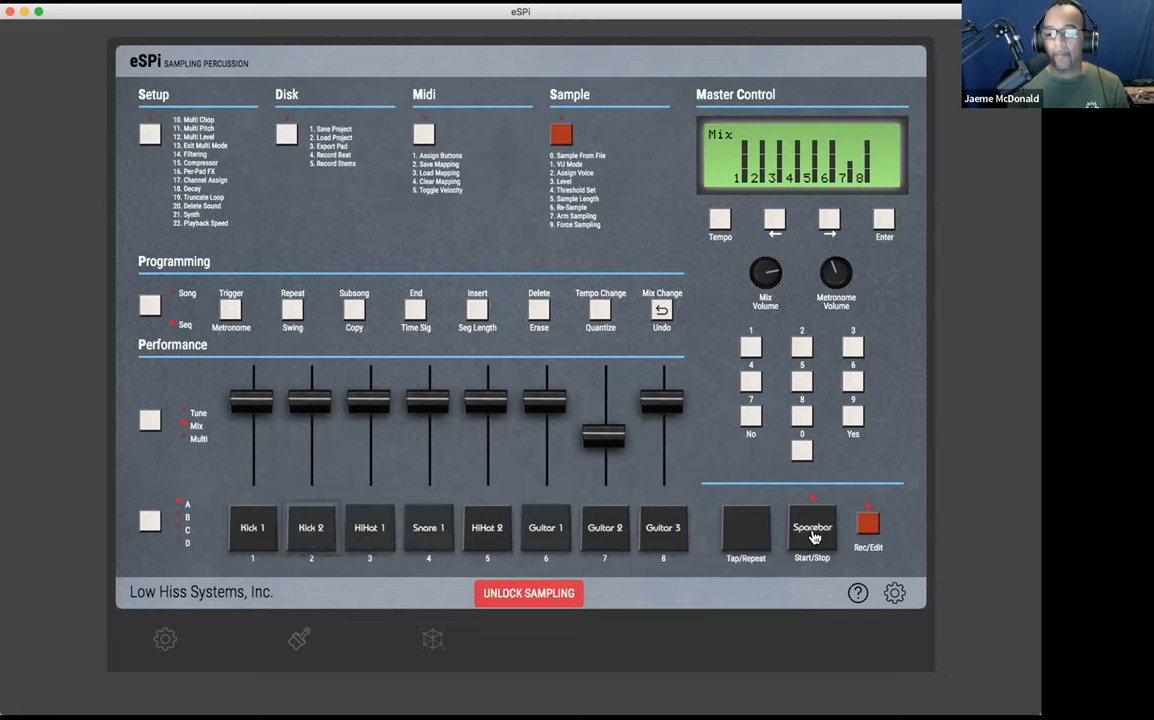 eSPi
Jaeme McDonald
eSPi SAMPLING PERCUSSION
Setup
10. Multi Chop
11. Multi Pitch
12. Multi Level
13. Exit Multi Mode
14. Filtering
15. Compressor
16. Per-Pad FX
17. Channel Assign
18. Decay
19. Truncate Loop
20. Delete Sound
21. Synth
22. Playback Speed
Disk
1. Save Project
2. Load Project
3. Export Pad
4. Record Beat
5. Record Stems
Midi
1. Assign Buttons
2. Save Mapping
3. Load Mapping
4. Clear Mapping
5. Toggle Velocity
Sample
0. Sample From File
1. VU Mode
2. Assign Voice
3. Level
4. Threshold Set
5. Sample Length
6. Re-Sample
7. Arm Sampling
9. Force Sampling
Master Control
Mix
1 2 3 4 5 6 7 8
Tempo ← → Enter
Mix Volume
Metronome Volume
1 2 3
4 5 6
7 8 9
No 0 Yes
Programming
Song
Seq
Trigger Repeat Subsong End Insert Delete Tempo Change Mix Change
Metronome Swing Copy Time Sig Seg Length Erase Quantize Undo
Performance
Tune
Mix
Multi
A
B
C
D
Kick 1 Kick 2 HiHat 1 Snare 1 HiHat 2 Guitar 1 Guitar 2 Guitar 3
1 2 3 4 5 6 7 8
Spacebar
Tap/Repeat Start/Stop Rec/Edit
Low Hiss Systems, Inc.
UNLOCK SAMPLING
?